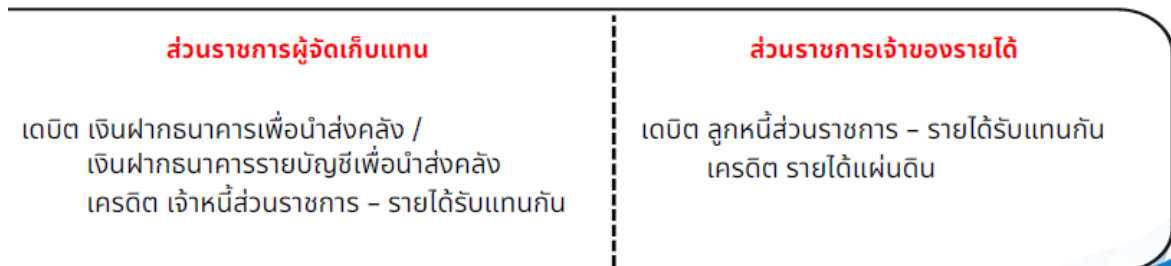 ส่วนราชการผู้จัดเก็บแทน
เดบิต เงินฝากธนาคารเพื่อนำส่งคลัง /
เงินฝากธนาคารรายบัญชีเพื่อนำส่งคลัง
เครดิต เจ้าหนี้ส่วนราชการ – รายได้รับแทนกัน
ส่วนราชการเจ้าของรายได้
เดบิต ลูกหนี้ส่วนราชการ – รายได้รับแทนกัน
เครดิต รายได้แผ่นดิน